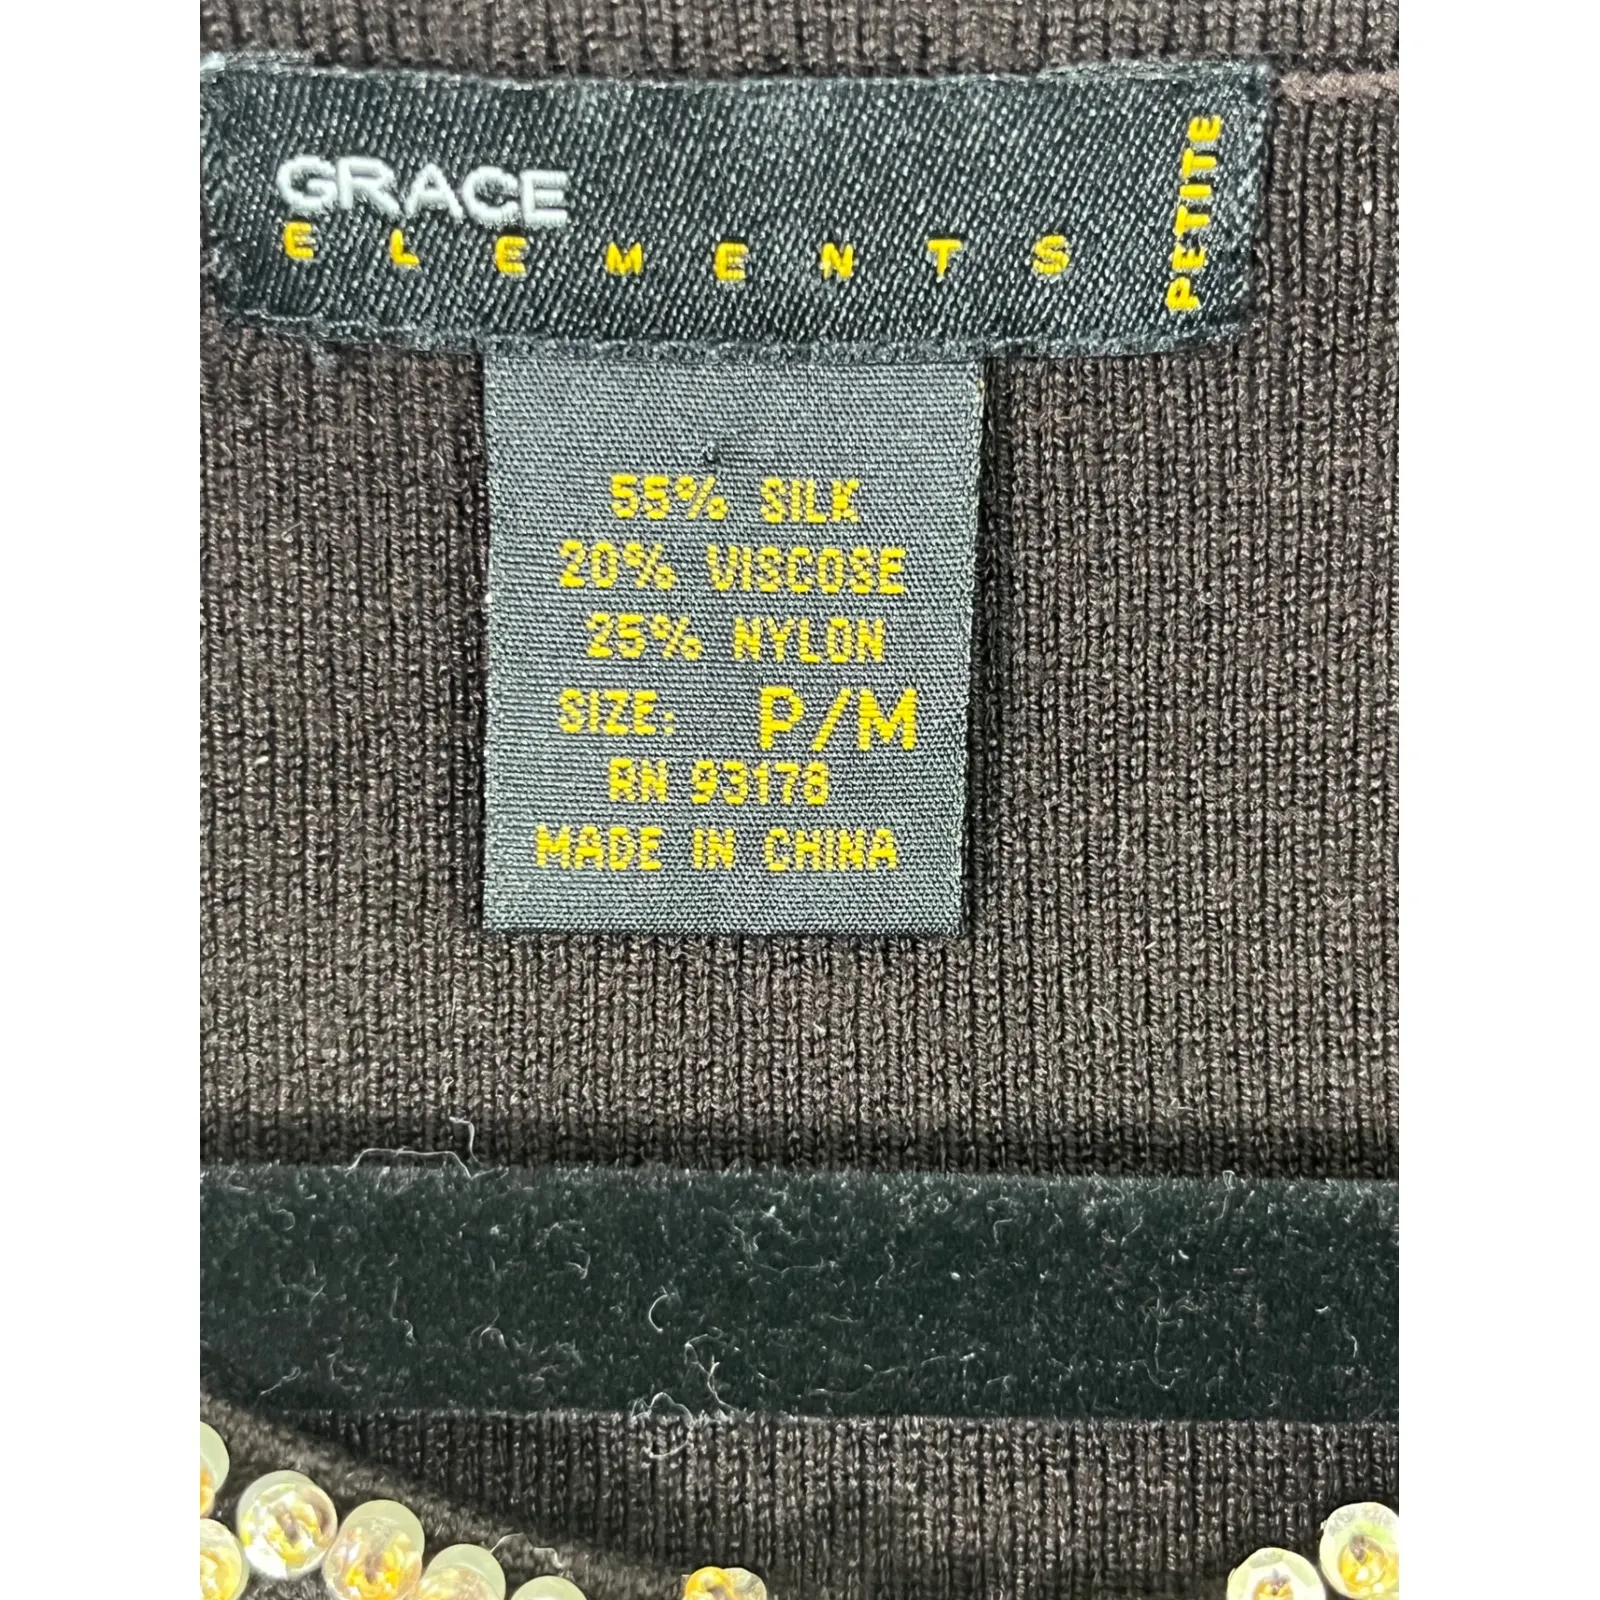 GRACE
ELEMENTS
PETITE
55% SILK
20% VISCOSE
25% NYLON
SIZE: P/M
RN 93178
MADE IN CHINA